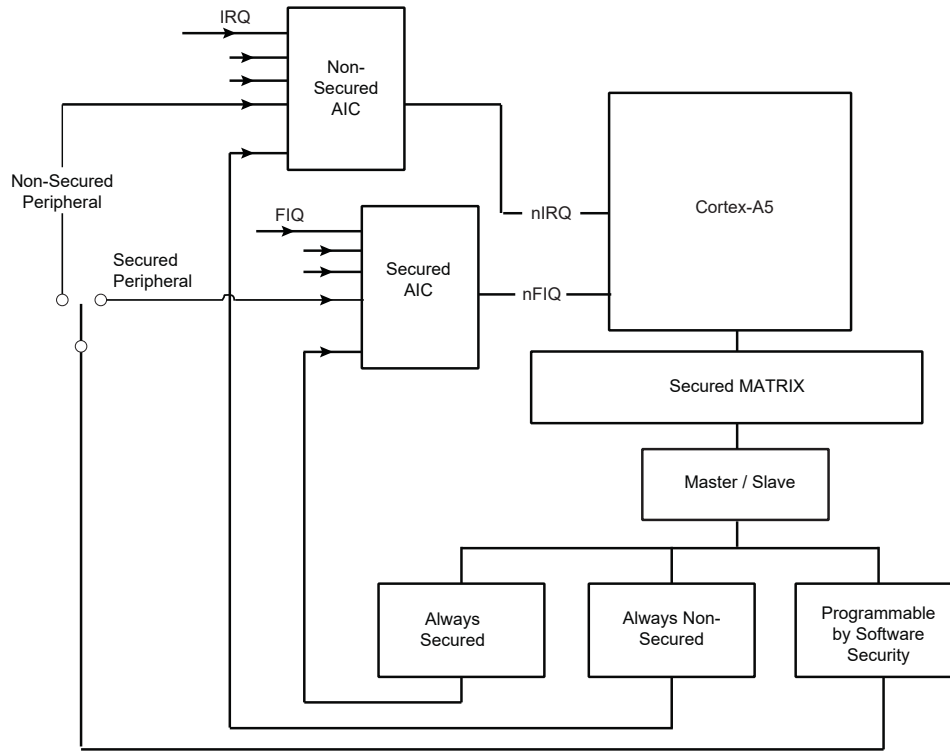 IRQ
Non-
Secured
AIC
Non-Secured
Peripheral
Cortex-A5
nIRQ
FIQ
Secured
AIC
Secured
Peripheral
nFIQ
Secured MATRIX
Master / Slave
Always
Secured
Always Non-
Secured
Programmable
by Software
Security